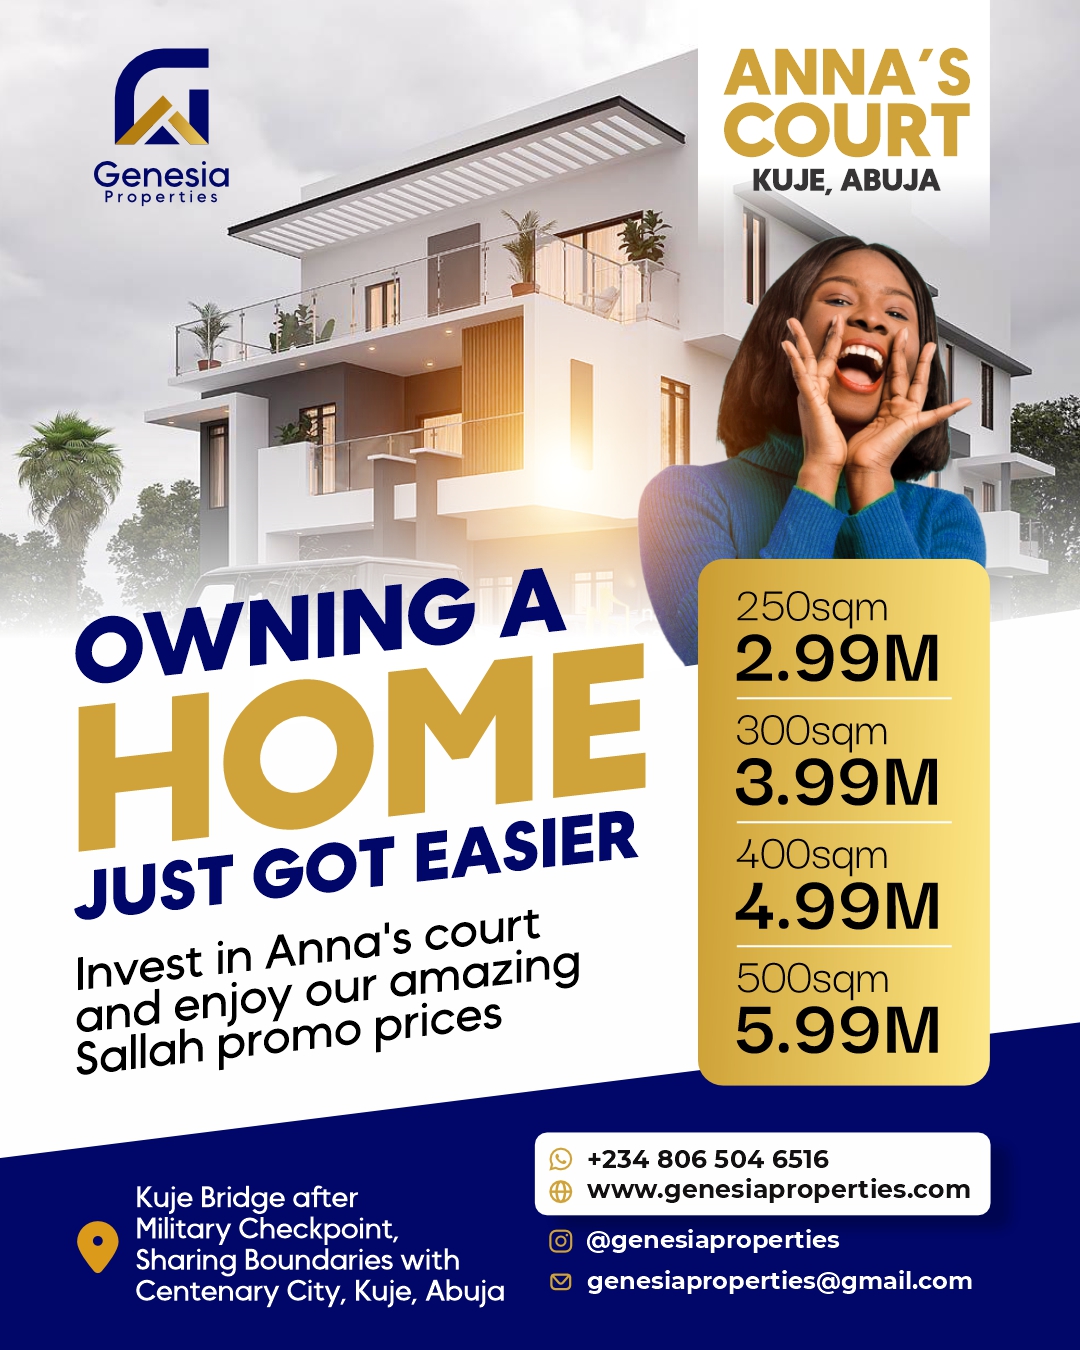 Genesia
Properties
ANNA'S
COURT
KUJE, ABUJA
OWNING A
HOME
JUST GOT EASIER
Invest in Anna's court
and enjoy our amazing
Sallah promo prices
250sqm
2.99M
300sqm
3.99M
400sqm
4.99M
500sqm
5.99M
Kuje Bridge after
Military Checkpoint,
Sharing Boundaries with
Centenary City, Kuje, Abuja
+234 806 504 6516
www.genesiaproperties.com
@genesiaproperties
genesiaproperties@gmail.com